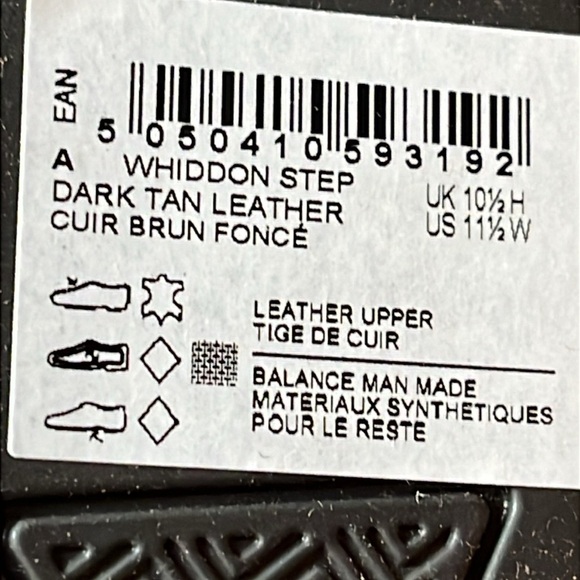 EAN
5 050410 593192
A WHIDDON STEP
DARK TAN LEATHER UK 10½ H
CUIR BRUN FONCÉ US 11½ W
LEATHER UPPER
TIGE DE CUIR
BALANCE MAN MADE
MATERIAUX SYNTHETIQUES
POUR LE RESTE